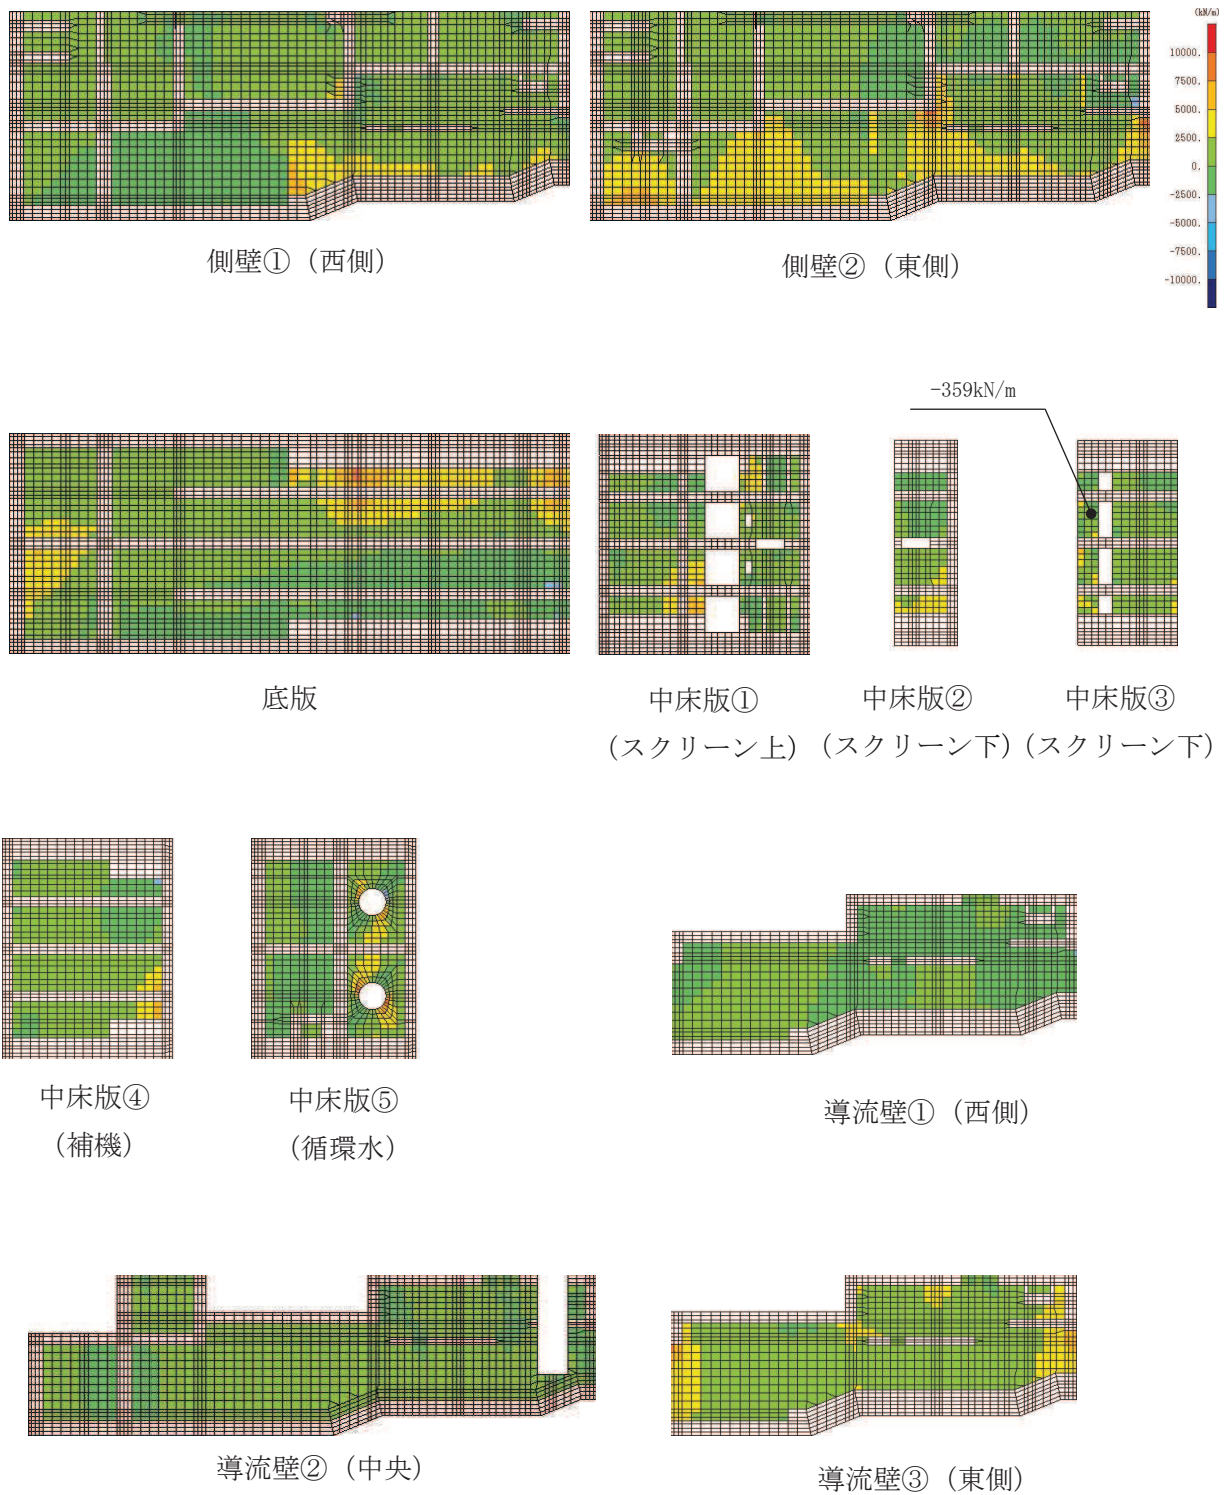 (kN/m)
10000.
7500.
5000.
2500.
0.
-2500.
-5000.
-7500.
-10000.
側壁①（西側）
側壁②（東側）
-359kN/m
底版
中床版①
（スクリーン上）
中床版②
（スクリーン下）
中床版③
（スクリーン下）
中床版④
（補機）
中床版⑤
（循環水）
導流壁①（西側）
導流壁②（中央）
導流壁③（東側）